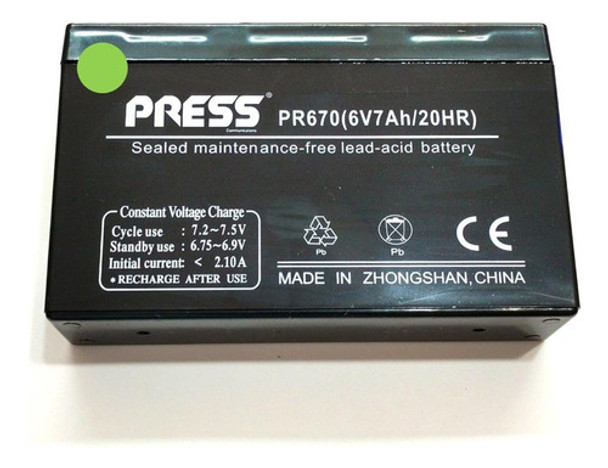 PRESS®
Communications
PR670(6V7Ah/20HR)
Sealed maintenance-free lead-acid battery
Constant Voltage Charge
Cycle use : 7.2~7.5V
Standby use : 6.75~6.9V
Initial current: < 2.10A
*RECHARGE AFTER USE
Pb
Pb
CE
MADE IN ZHONGSHAN,CHINA